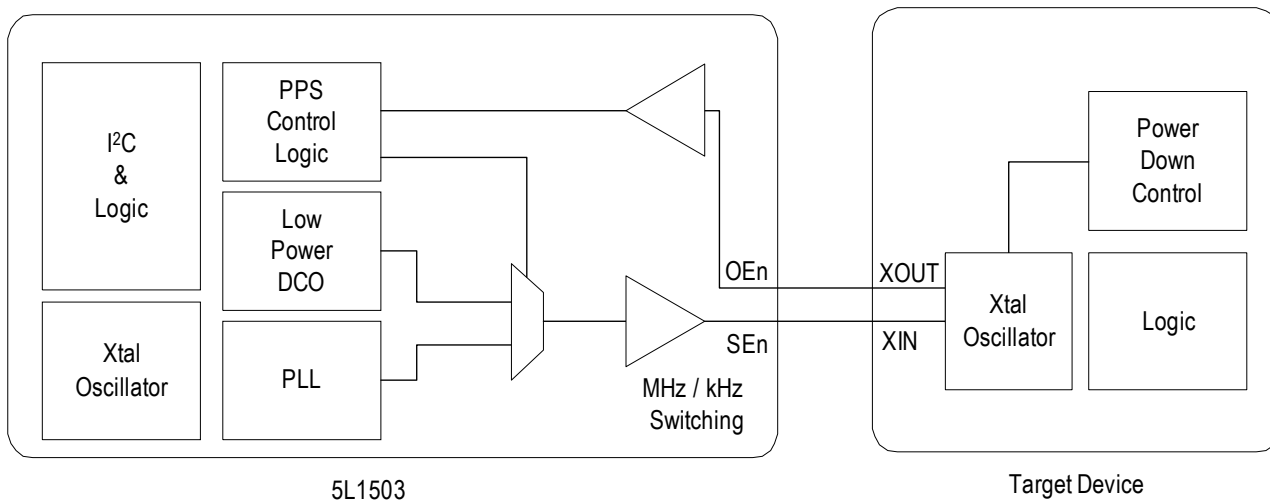 I²C
&
Logic
Xtal
Oscillator
PPS
Control
Logic
Low
Power
DCO
PLL
OEn
SEn
MHz / kHz
Switching
5L1503
XOUT
XIN
Xtal
Oscillator
Power
Down
Control
Logic
Target Device